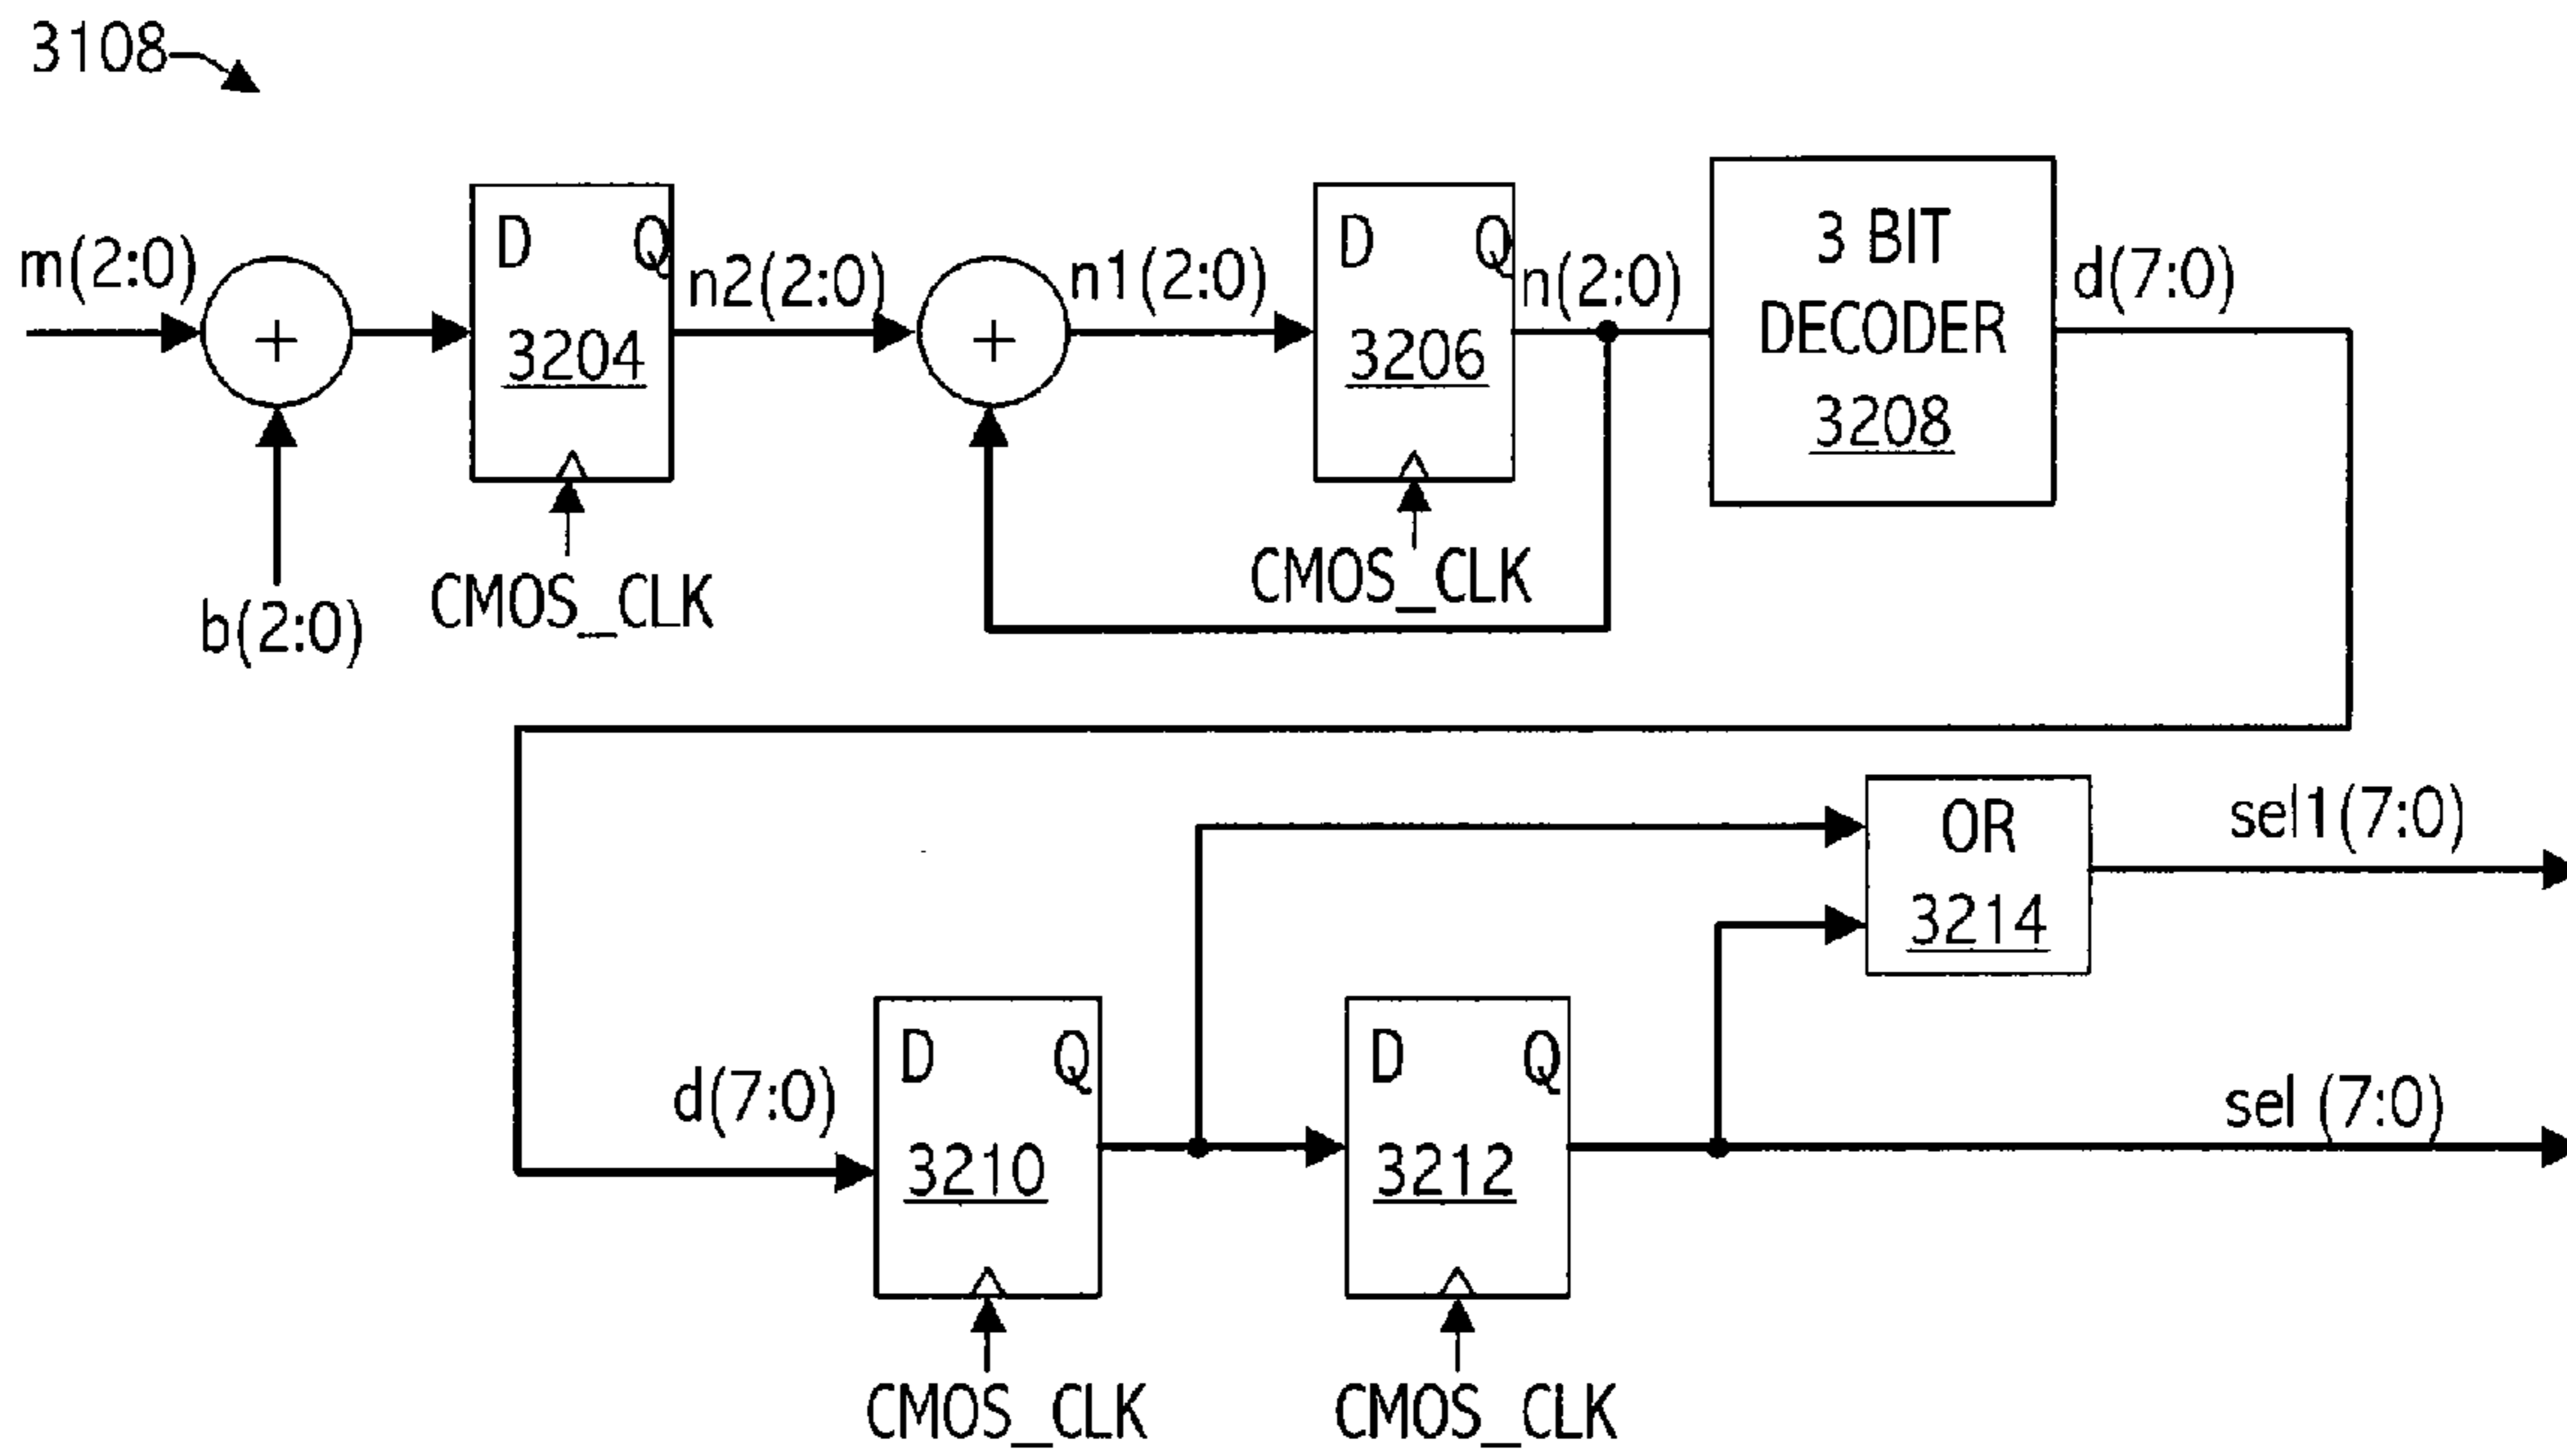 3108
m(2:0)
+
b(2:0)
D Q
3204
CMOS_CLK
n2(2:0)
+
n1(2:0)
D Q
3206
CMOS_CLK
n(2:0)
3 BIT
DECODER
3208
d(7:0)
d(7:0)
D Q
3210
CMOS_CLK
D Q
3212
CMOS_CLK
OR
3214
sel1(7:0)
sel (7:0)